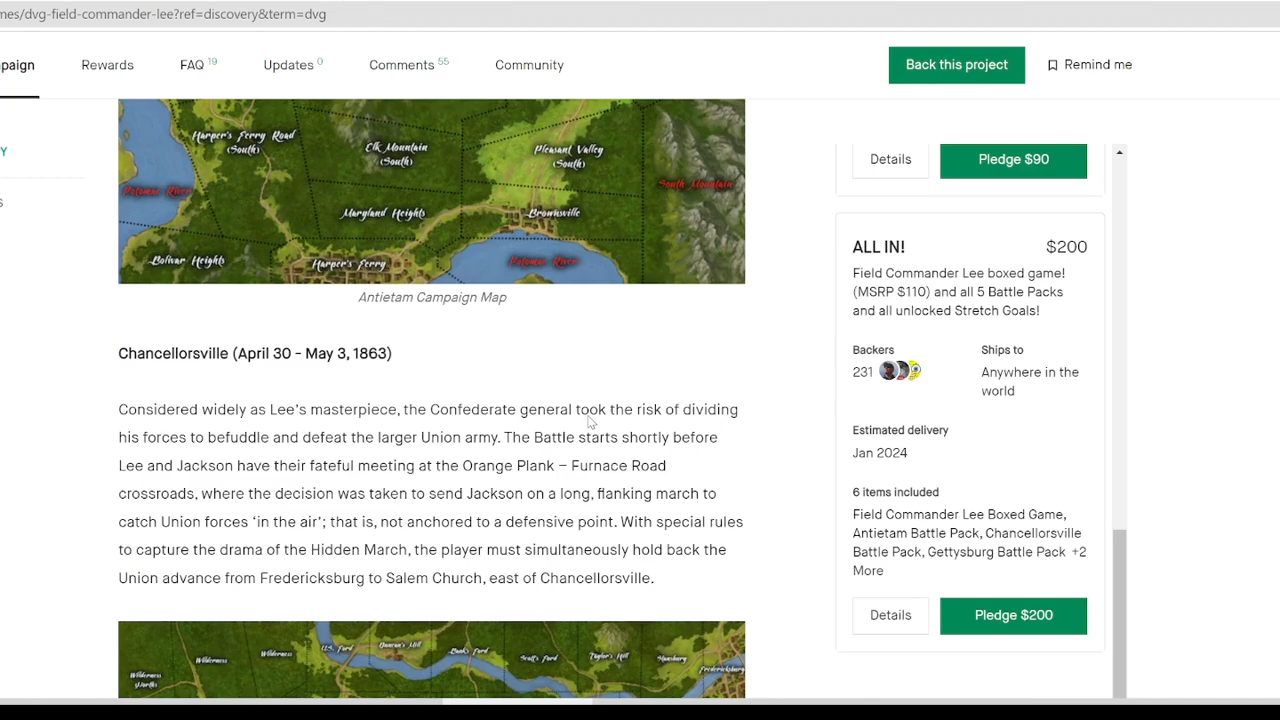 mes/dvg-field-commander-lee?ref=discovery&term=dvg
paign
Rewards
FAQ 19
Updates 0
Comments 55
Community
Back this project
Remind me
Y
s
Harper's Ferry Road
(South)
Elk Mountain
(South)
Pleasant Valley
(South)
Potomac River
South Mountain
Maryland Heights
Brownsville
Bolivar Heights
Harper's Ferry
Potomac River
Antietam Campaign Map
Chancellorsville (April 30 - May 3, 1863)
Considered widely as Lee's masterpiece, the Confederate general took the risk of dividing
his forces to befuddle and defeat the larger Union army. The Battle starts shortly before
Lee and Jackson have their fateful meeting at the Orange Plank – Furnace Road
crossroads, where the decision was taken to send Jackson on a long, flanking march to
catch Union forces ‘in the air’; that is, not anchored to a defensive point. With special rules
to capture the drama of the Hidden March, the player must simultaneously hold back the
Union advance from Fredericksburg to Salem Church, east of Chancellorsville.
Wilderness
(North)
Wilderness
Wilderness
U.S. Ford
Duncan's Mill
Bank's Ford
Scott's Ford
Taylor's Hill
Stansbury
Fredericksburg
Details
Pledge $90
ALL IN!
$200
Field Commander Lee boxed game!
(MSRP $110) and all 5 Battle Packs
and all unlocked Stretch Goals!
Backers
231
Ships to
Anywhere in the
world
Estimated delivery
Jan 2024
6 items included
Field Commander Lee Boxed Game,
Antietam Battle Pack, Chancellorsville
Battle Pack, Gettysburg Battle Pack +2
More
Details
Pledge $200